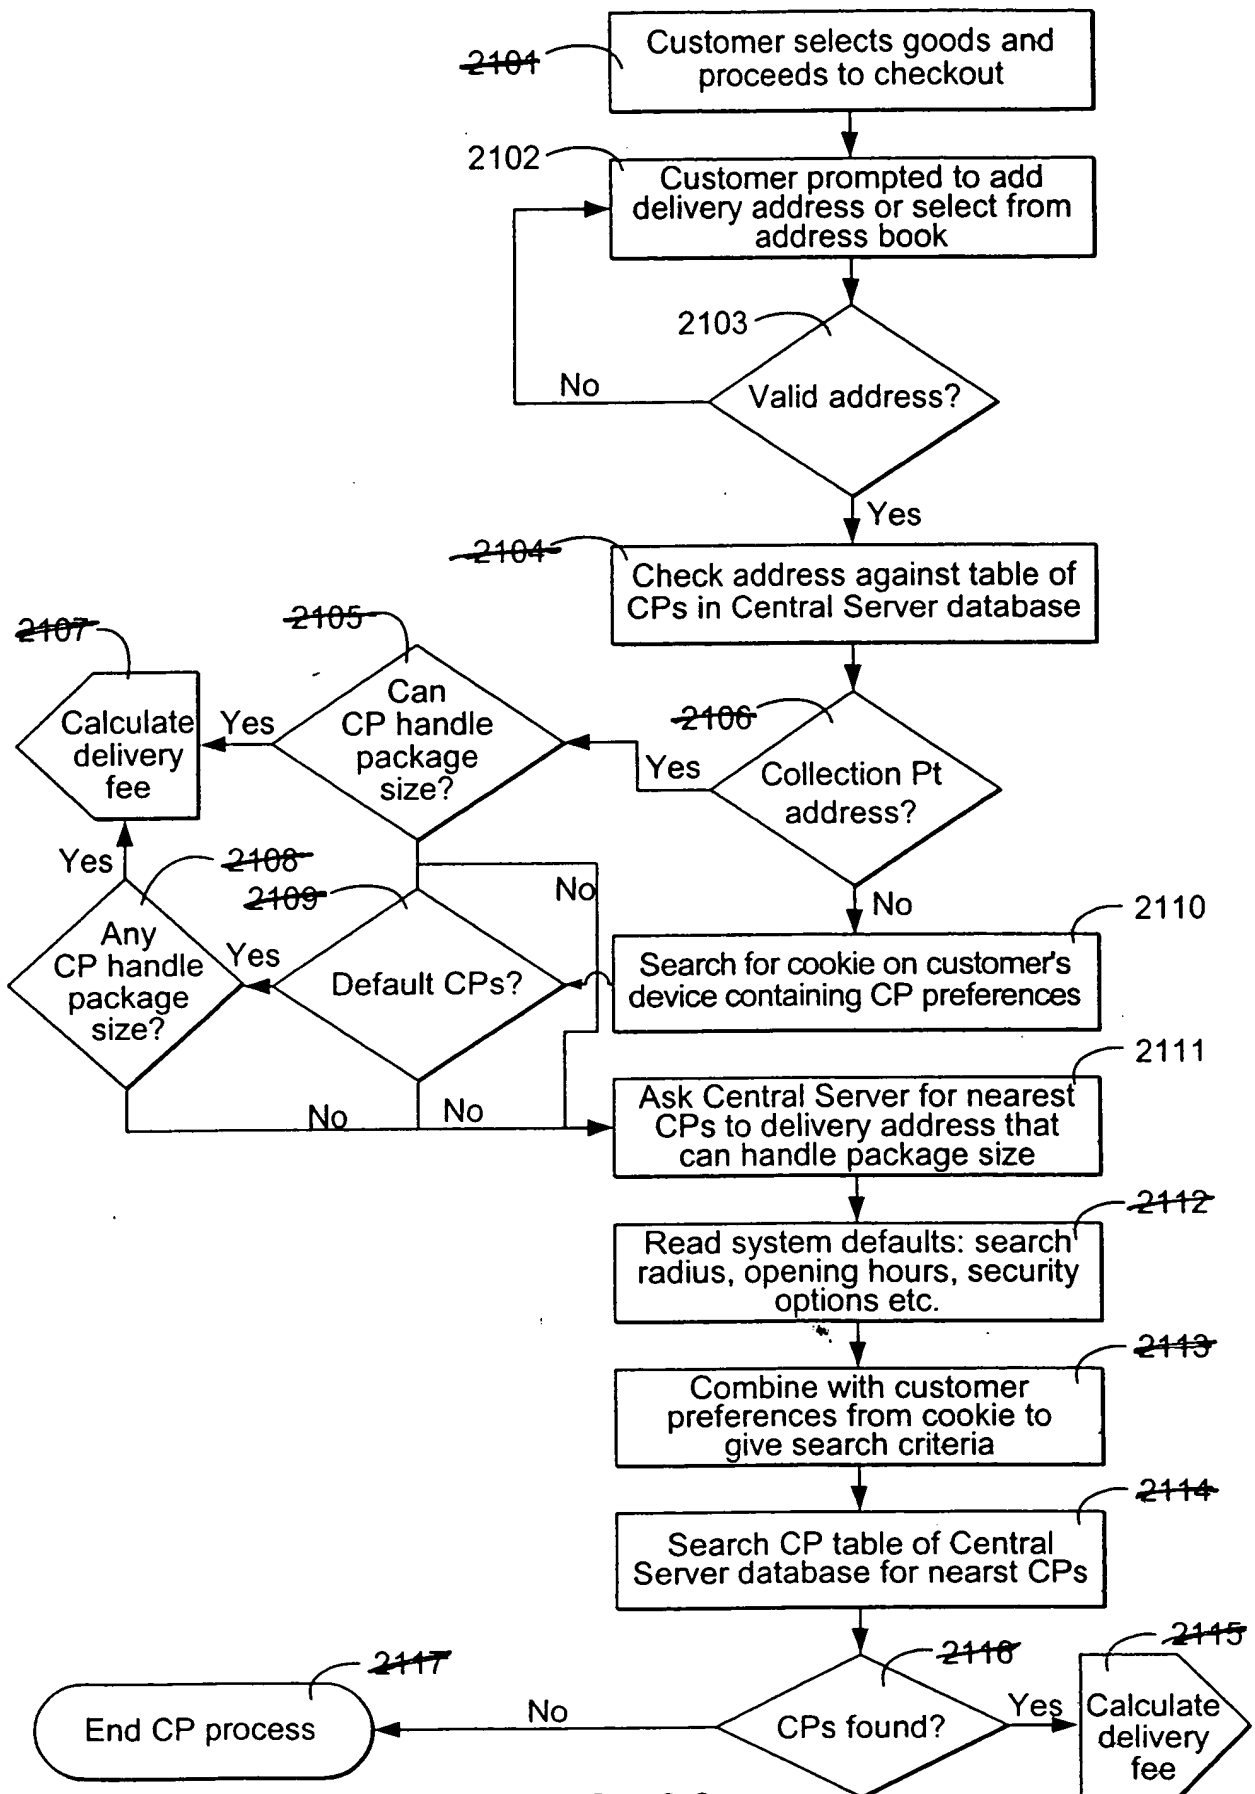 2101
Customer selects goods and
proceeds to checkout
2102
Customer prompted to add
delivery address or select from
address book
2103
Valid address?
No
Yes
2104
Check address against table of
CPs in Central Server database
2105
2107
Can
CP handle
package
size?
Calculate
delivery
fee
Yes
2106
Yes
Collection Pt
address?
Yes
2108
2109
No
No
2110
Any
CP handle
package
size?
Yes
Default CPs?
Search for cookie on customer's
device containing CP preferences
2111
No
No
Ask Central Server for nearest
CPs to delivery address that
can handle package size
2112
Read system defaults: search
radius, opening hours, security
options etc.
2113
Combine with customer
preferences from cookie to
give search criteria
2114
Search CP table of Central
Server database for nearst CPs
2117
2116
2115
End CP process
No
CPs found?
Yes
Calculate
delivery
fee